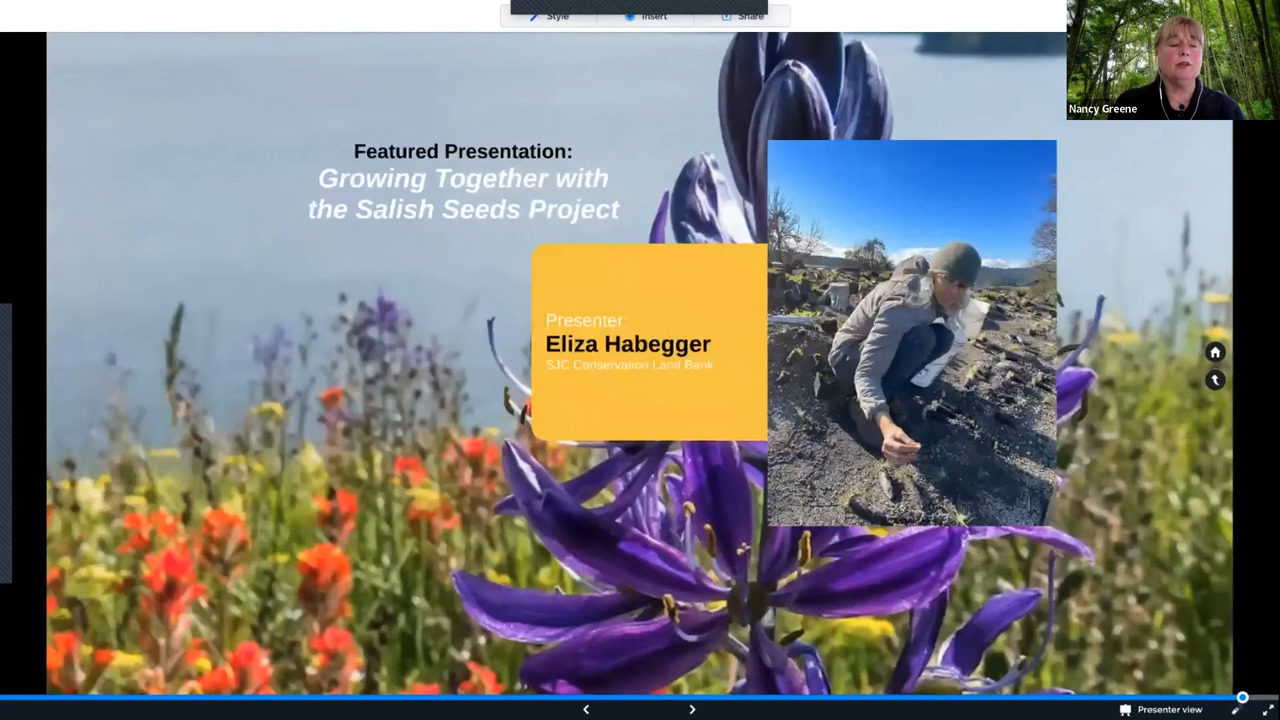 Style
Insert
Share
Nancy Greene
Featured Presentation:
Growing Together with
the Salish Seeds Project
Presenter:
Eliza Habegger
SJC Conservation Land Bank
Presenter view